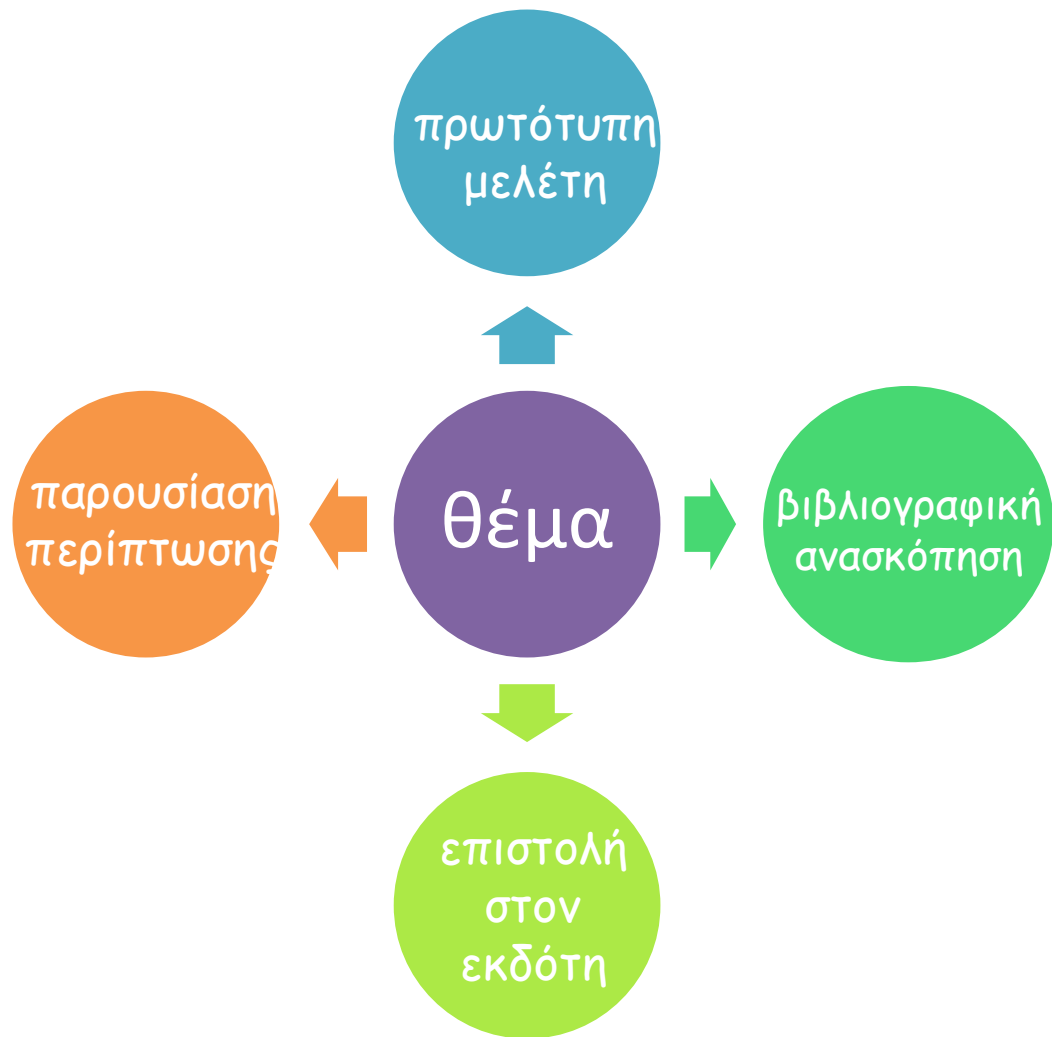 πρωτότυπη
μελέτη
παρουσίαση
περίπτωσης
θέμα
βιβλιογραφική
ανασκόπηση
επιστολή
στον
εκδότη